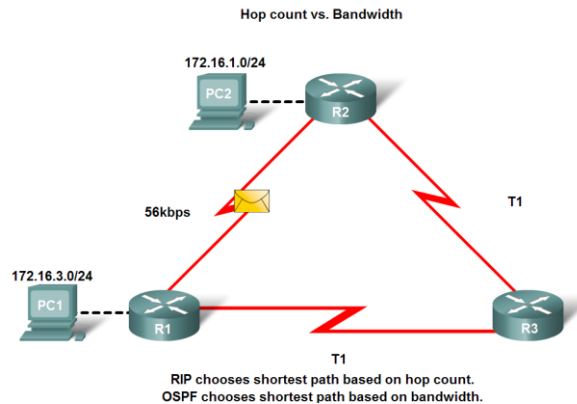 Hop count vs. Bandwidth
172.16.1.0/24
PC2
R2
56kbps
T1
172.16.3.0/24
PC1
R1
R3
T1
RIP chooses shortest path based on hop count.
OSPF chooses shortest path based on bandwidth.